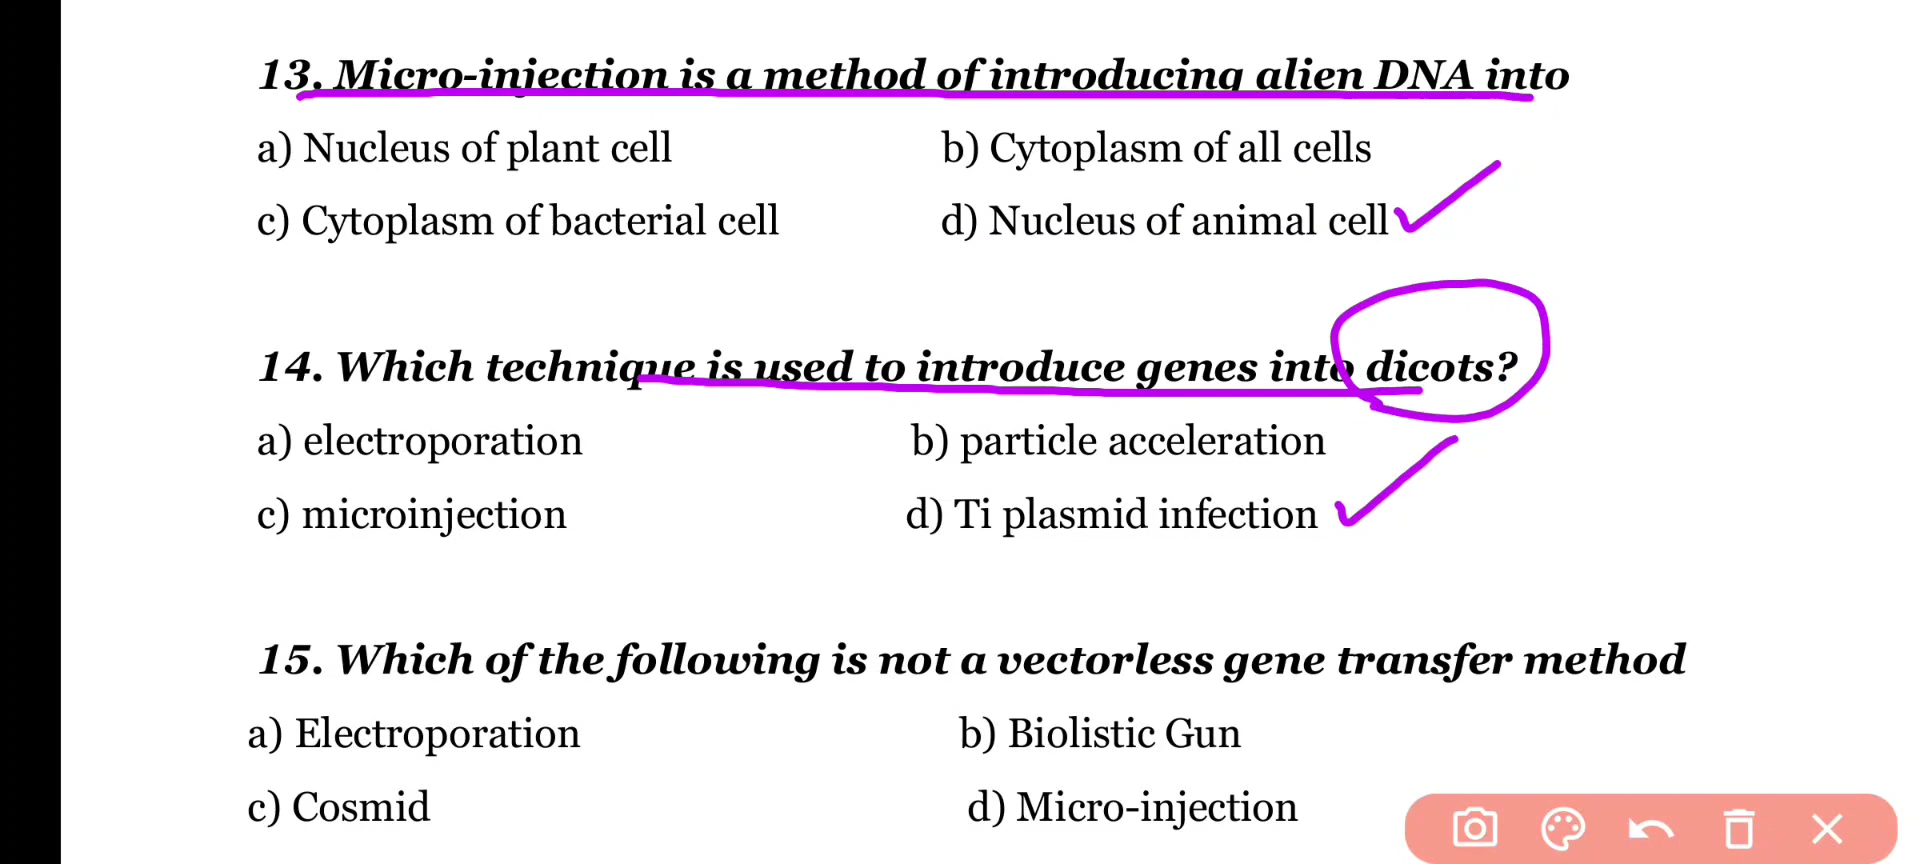 13. Micro-injection is a method of introducing alien DNA into
a) Nucleus of plant cell b) Cytoplasm of all cells
c) Cytoplasm of bacterial cell d) Nucleus of animal cell
14. Which technique is used to introduce genes into dicots?
a) electroporation b) particle acceleration
c) microinjection d) Ti plasmid infection
15. Which of the following is not a vectorless gene transfer method
a) Electroporation b) Biolistic Gun
c) Cosmid d) Micro-injection